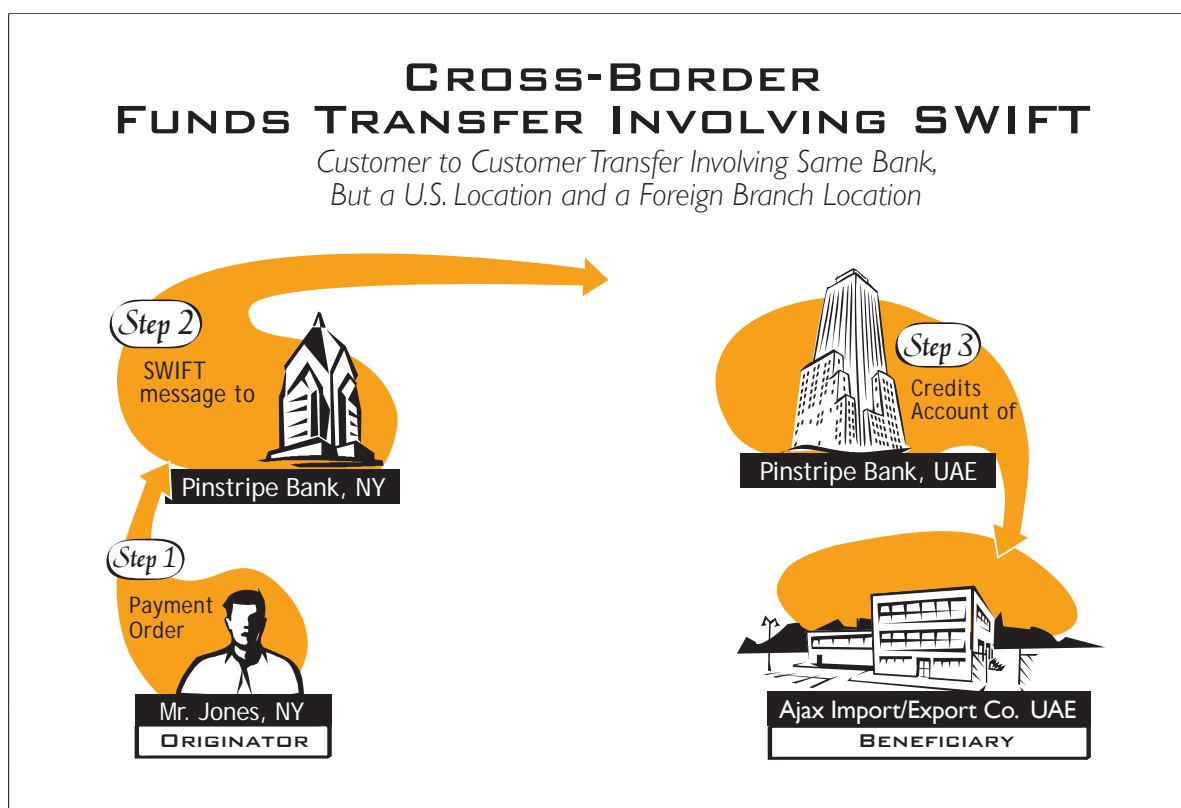 Cross-Border
Funds Transfer Involving SWIFT
Customer to Customer Transfer Involving Same Bank,
But a U.S. Location and a Foreign Branch Location
Step 2
SWIFT
message to
Pinstripe Bank, NY
Step 1
Payment
Order
Mr. Jones, NY
Originator
Step 3
Credits
Account of
Pinstripe Bank, UAE
Ajax Import/Export Co. UAE
Beneficiary